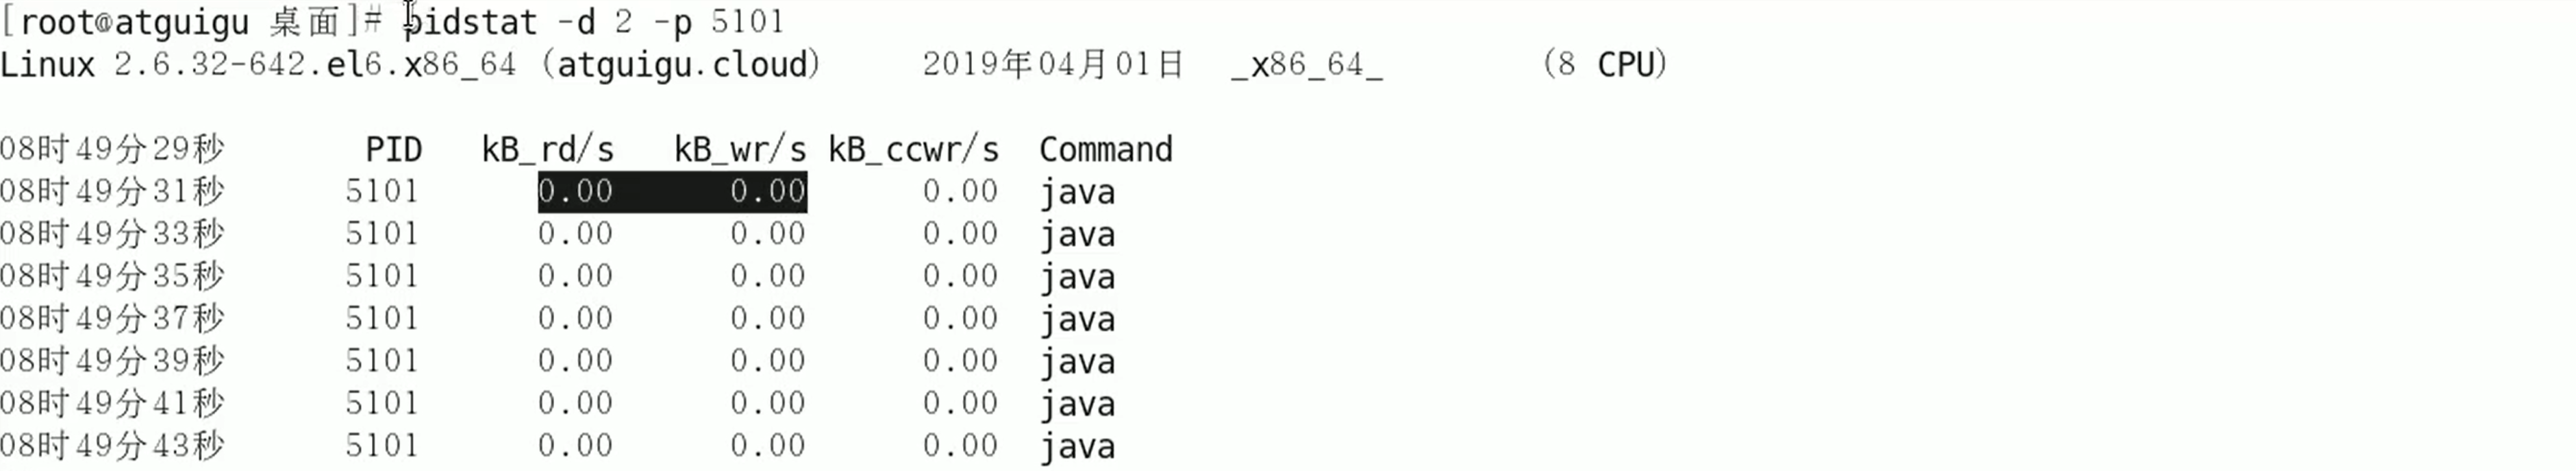 [root@atguigu 桌面]# pidstat -d 2 -p 5101
Linux 2.6.32-642.el6.x86_64 (atguigu.cloud) 2019年04月01日 _x86_64_ (8 CPU)
08时49分29秒 PID kB_rd/s kB_wr/s kB_ccwr/s Command
08时49分31秒 5101 0.00 0.00 0.00 java
08时49分33秒 5101 0.00 0.00 0.00 java
08时49分35秒 5101 0.00 0.00 0.00 java
08时49分37秒 5101 0.00 0.00 0.00 java
08时49分39秒 5101 0.00 0.00 0.00 java
08时49分41秒 5101 0.00 0.00 0.00 java
08时49分43秒 5101 0.00 0.00 0.00 java